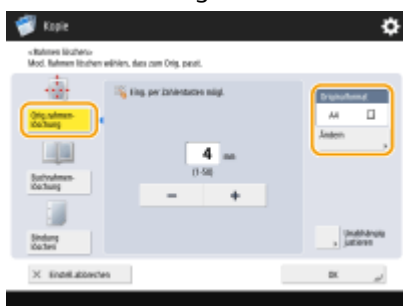 Kopie
<Rahmen löschen>
Mod. Rahmen löschen wählen, dass zum Orig. passt.
Orig.rahmen-
löschung
Eing. per Zahlentasten mögl.
Originalformat
A4
Ändern
4 mm
(1-50)
Buchrahmen-
löschung
Bindung
löschen
Unabhängig
justieren
Einstell.abbrechen
OK